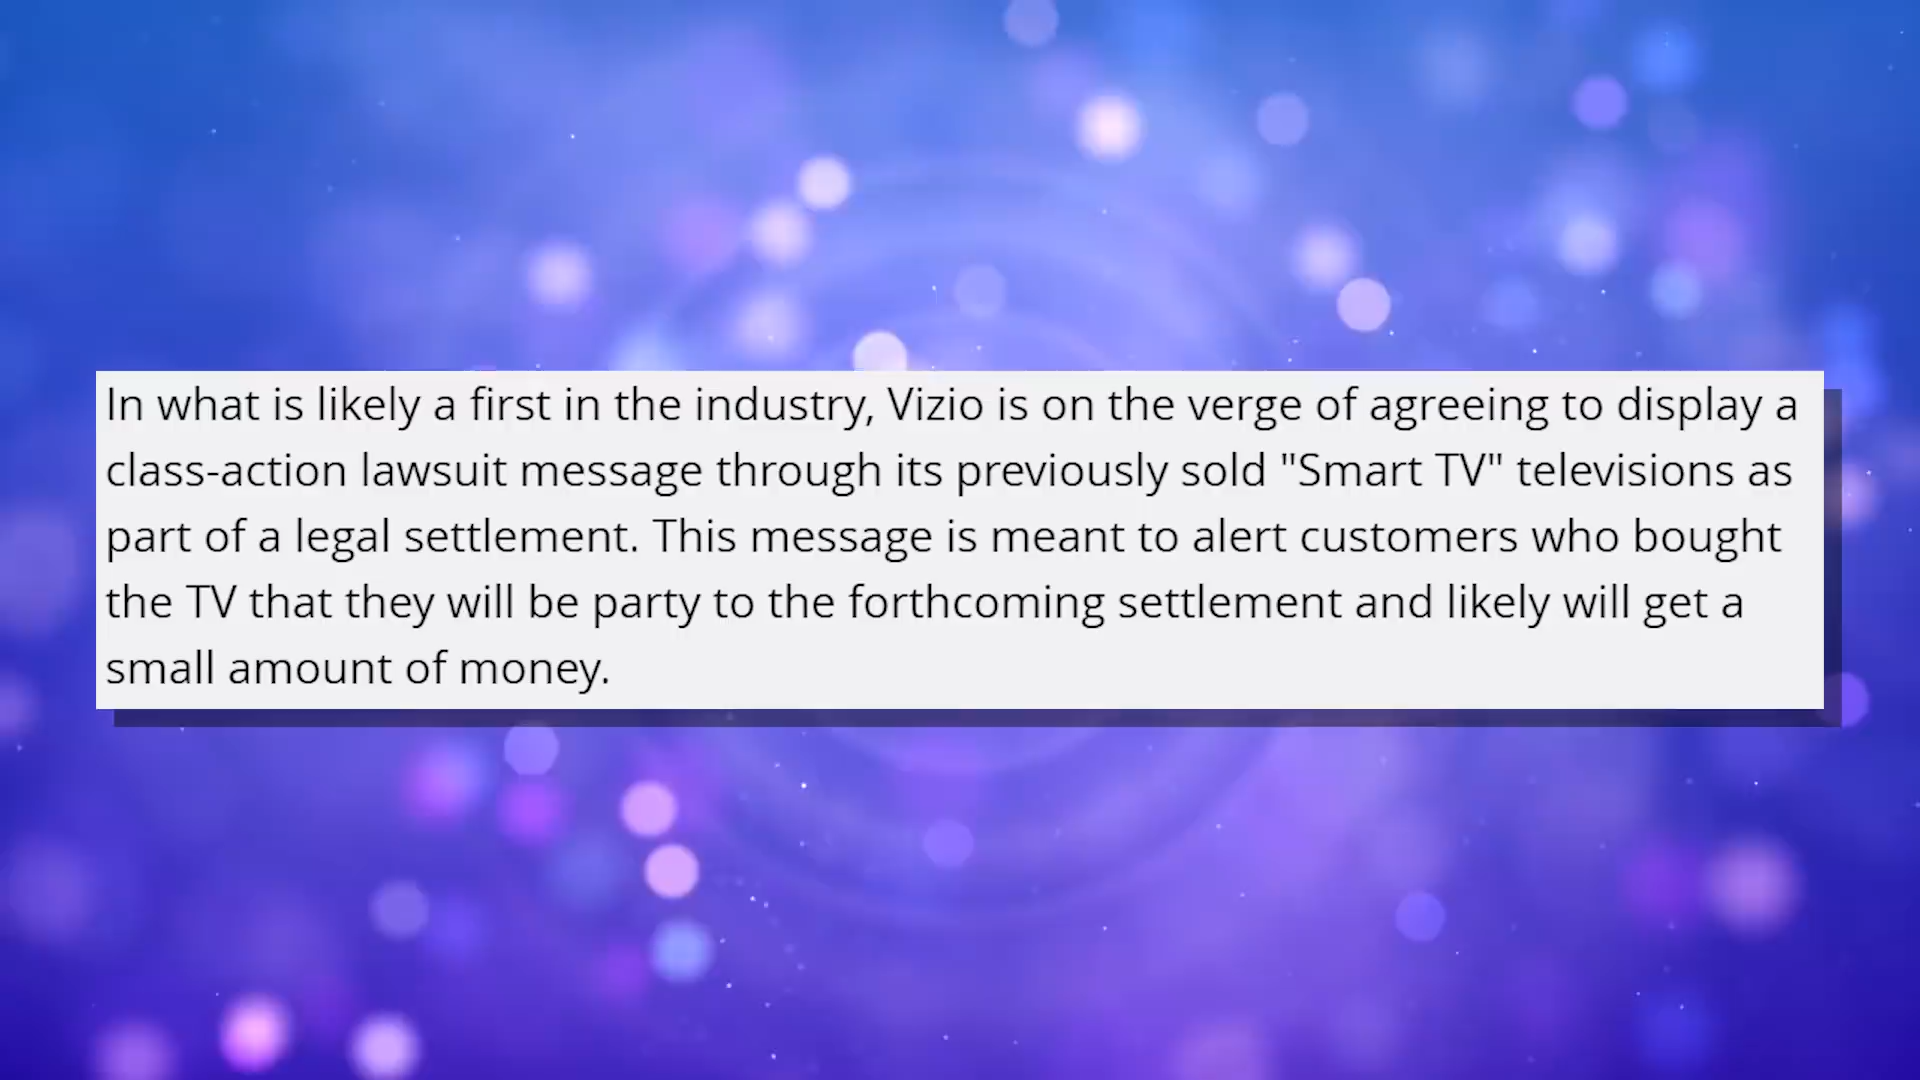 In what is likely a first in the industry, Vizio is on the verge of agreeing to display a
class-action lawsuit message through its previously sold "Smart TV" televisions as
part of a legal settlement. This message is meant to alert customers who bought
the TV that they will be party to the forthcoming settlement and likely will get a
small amount of money.